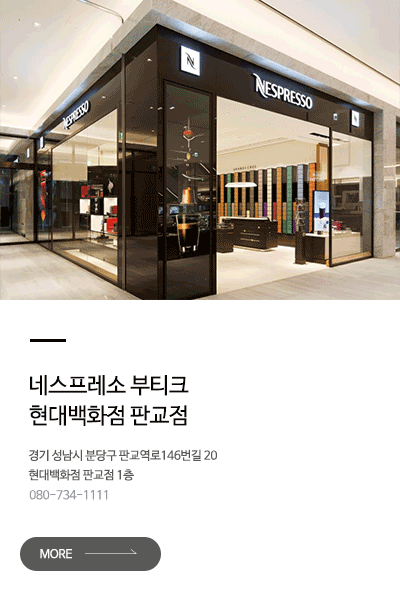 NESPRESSO
NESPRESSO
네스프레소 부티크
현대백화점 판교점
경기 성남시 분당구 판교역로146번길 20
현대백화점 판교점 1층
080-734-1111
MORE